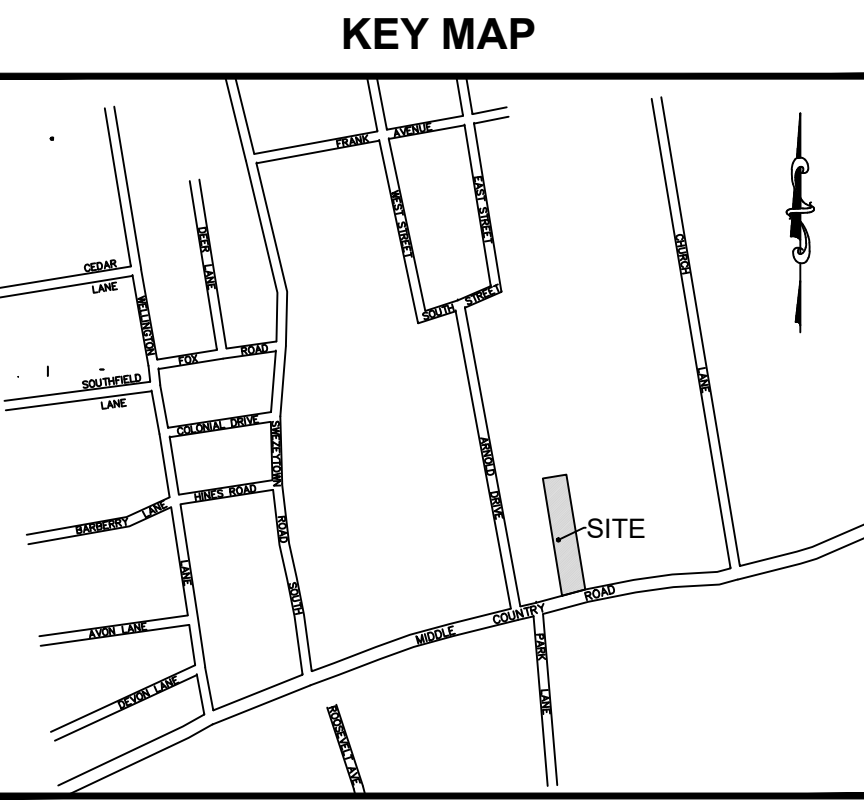 KEY MAP
FRANK AVENUE
WEST STREET
EAST STREET
DEER LANE
CHURCH LANE
CEDAR
LANE
WELLINGTON LANE
SOUTH STREET
FOX ROAD
SOUTHFIELD
LANE
COLONIAL DRIVE
SWEZEYTOWN ROAD SOUTH
ARNOLD DRIVE
HINES ROAD
BARBERRY LANE
SITE
AVON LANE
MIDDLE COUNTRY ROAD
PARK LANE
DEVON LANE
ROOSEVELT AVE